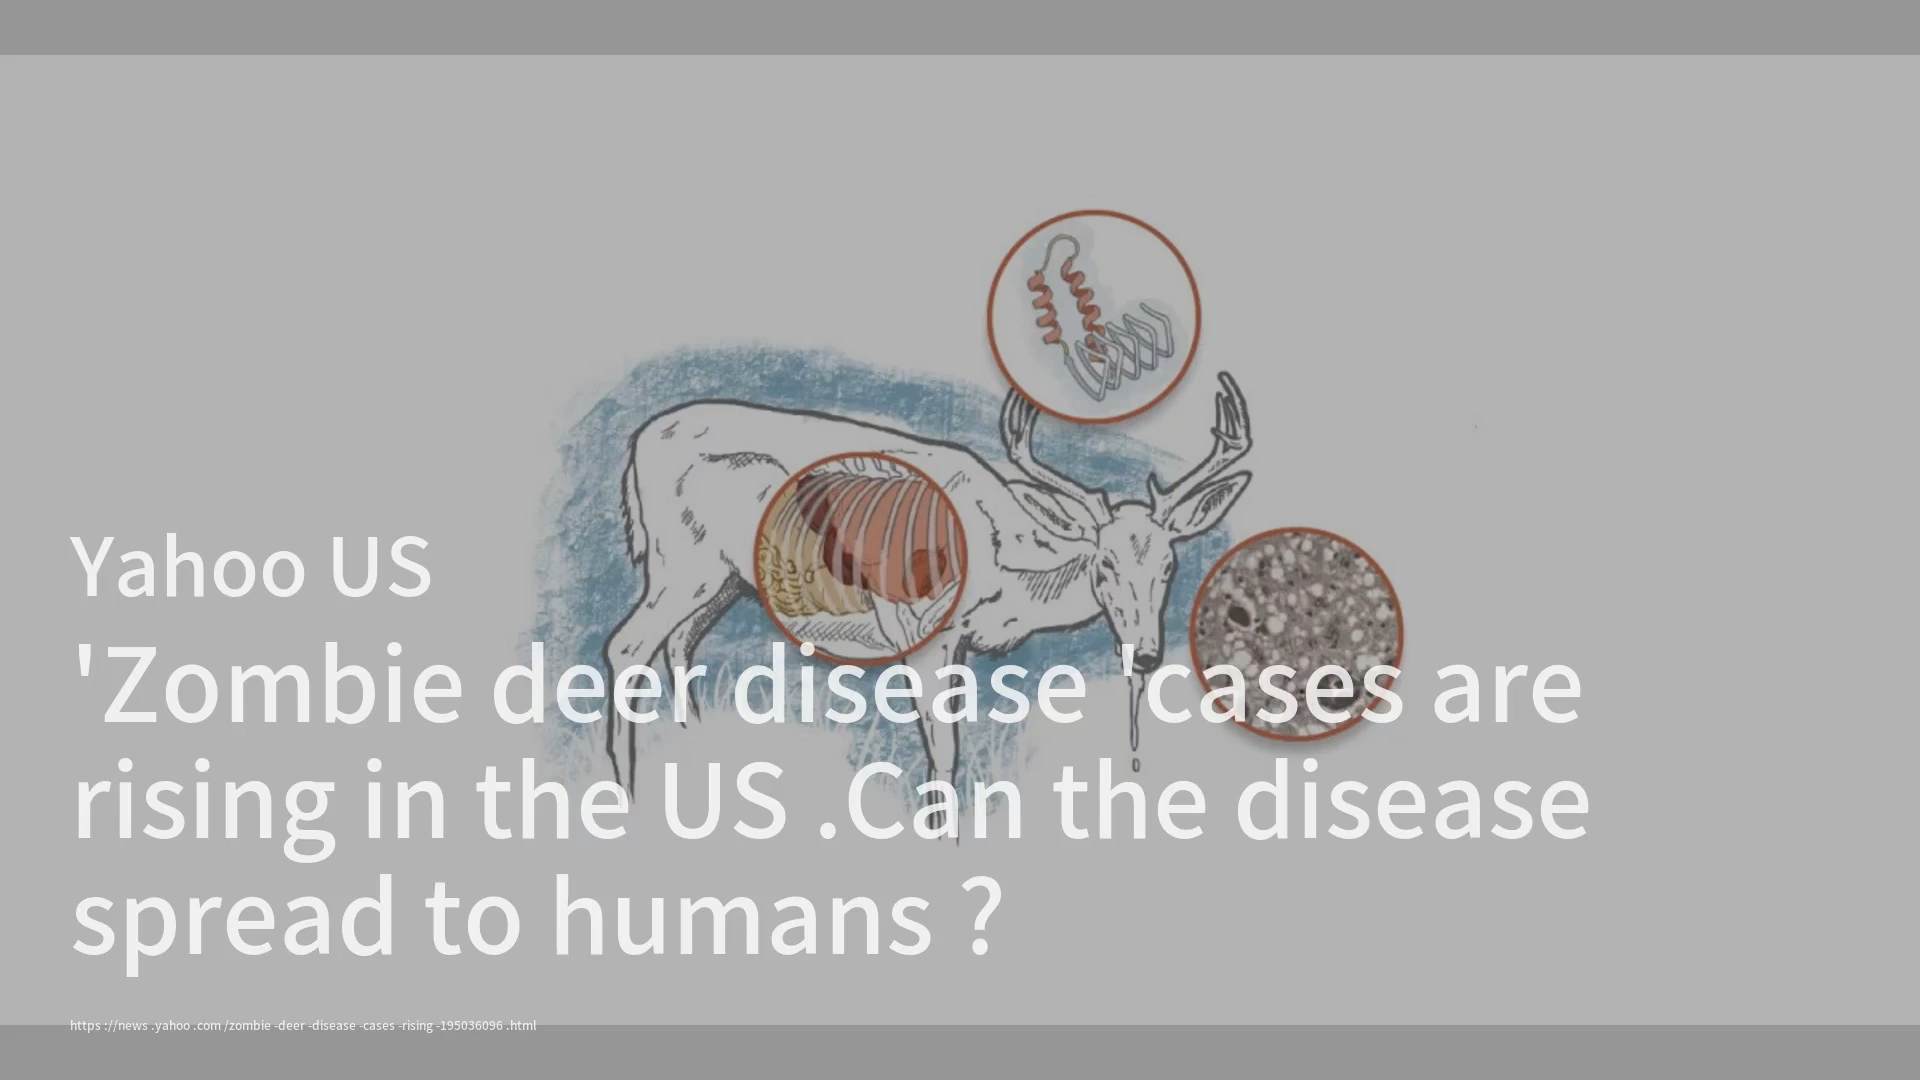 Yahoo US
'Zombie deer disease 'cases are
rising in the US .Can the disease
spread to humans ?
https ://news .yahoo .com /zombie -deer -disease -cases -rising -195036096 .html